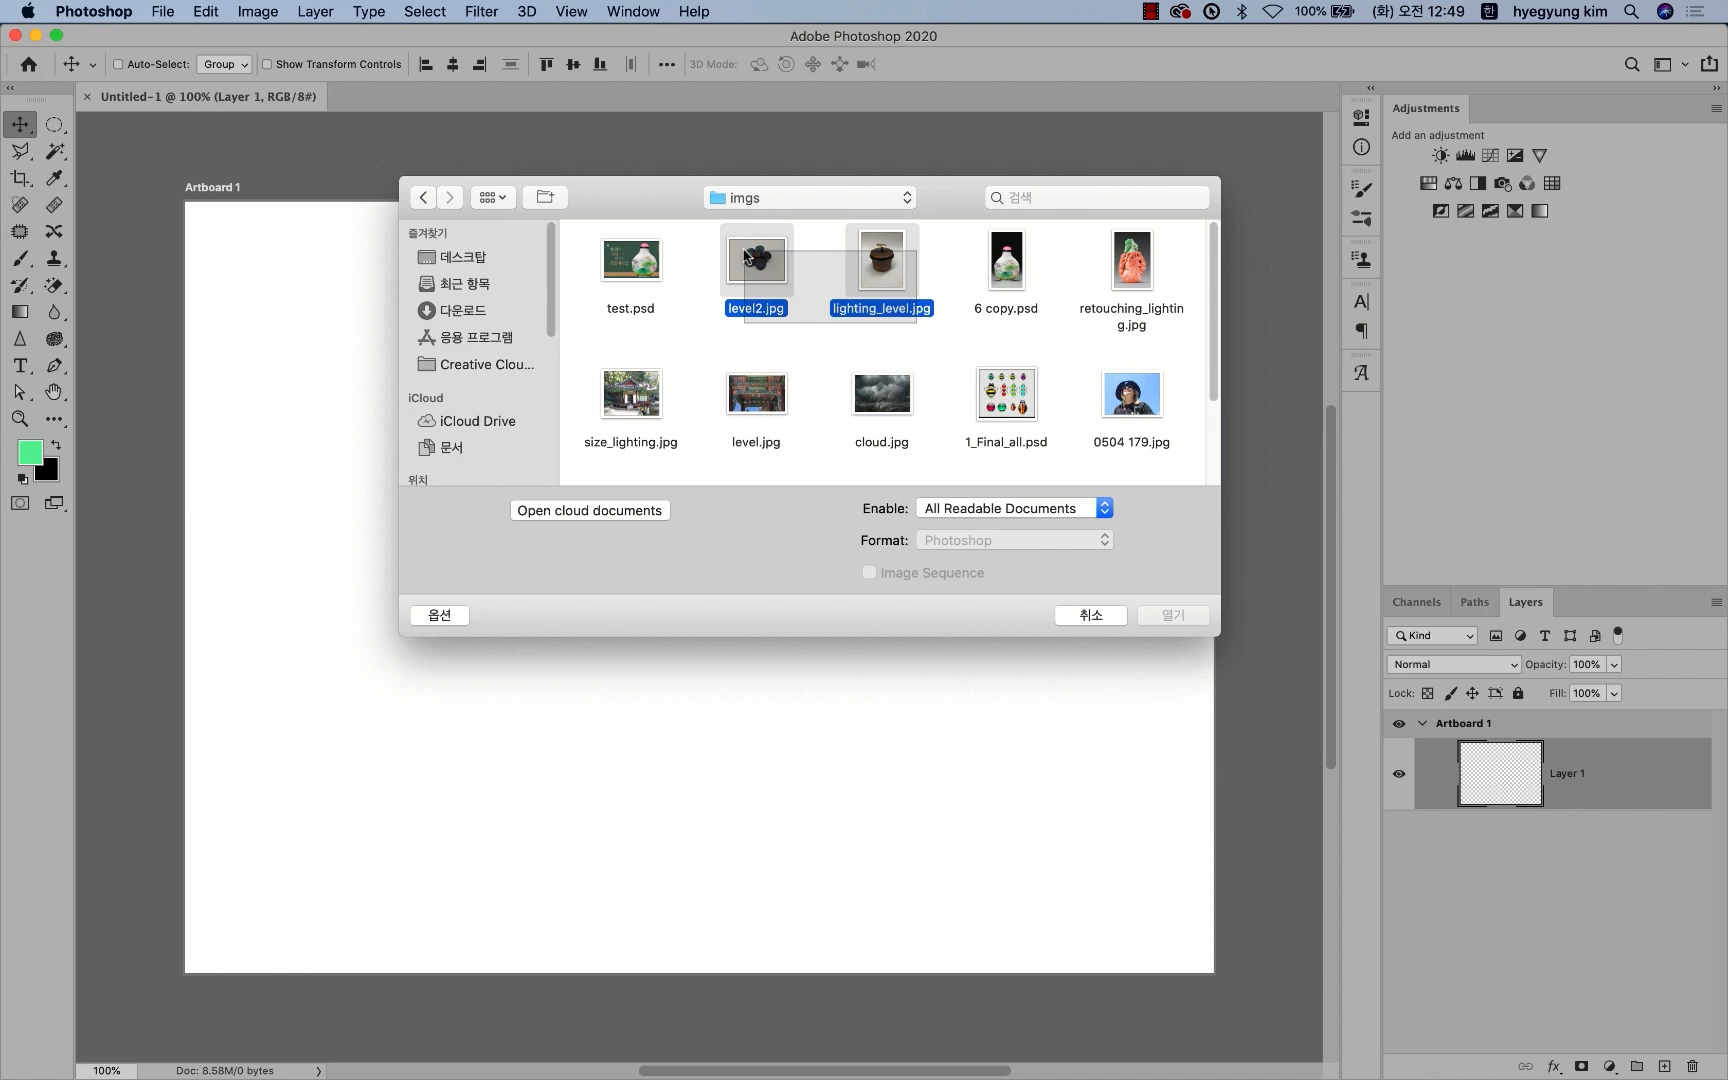 Photoshop File Edit Image Layer Type Select Filter 3D View Window Help 100% (화) 오전 12:49 한 hyegyung kim
Adobe Photoshop 2020
Auto-Select: Group Show Transform Controls 3D Mode:
Untitled-1 @ 100% (Layer 1, RGB/8#)
Adjustments
Add an adjustment
Artboard 1
imgs
검색
즐겨찾기
데스크탑
최근 항목
다운로드
응용 프로그램
Creative Clou...
iCloud
iCloud Drive
문서
위치
test.psd level2.jpg lighting_level.jpg 6 copy.psd retouching_lightin
g.jpg
size_lighting.jpg level.jpg cloud.jpg 1_Final_all.psd 0504 179.jpg
Open cloud documents
Enable: All Readable Documents
Format: Photoshop
Image Sequence
옵션 취소 열기
Channels Paths Layers
Kind
Normal Opacity: 100%
Lock: Fill: 100%
Artboard 1
Layer 1
100% Doc: 8.58M/0 bytes